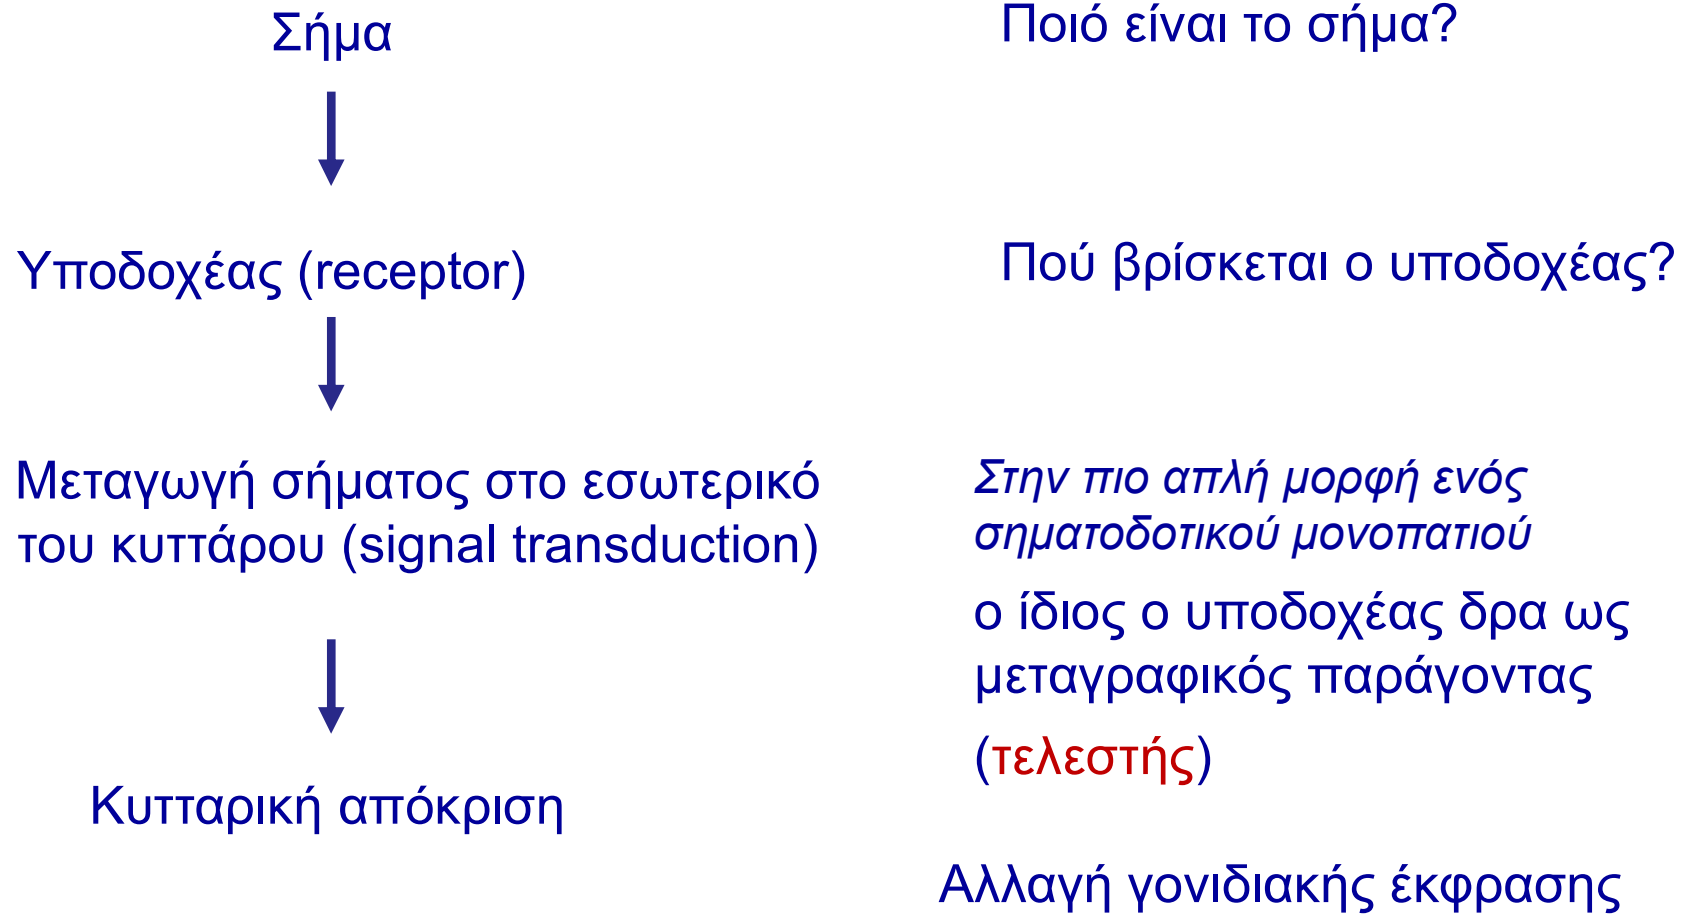 Σήμα
Ποιό είναι το σήμα?
Υποδοχέας (receptor)
Πού βρίσκεται ο υποδοχέας?
Μεταγωγή σήματος στο εσωτερικό
του κυττάρου (signal transduction)
Στην πιο απλή μορφή ενός
σηματοδοτικού μονοπατιού
ο ίδιος ο υποδοχέας δρα ως
μεταγραφικός παράγοντας
(τελεστής)
Κυτταρική απόκριση
Αλλαγή γονιδιακής έκφρασης